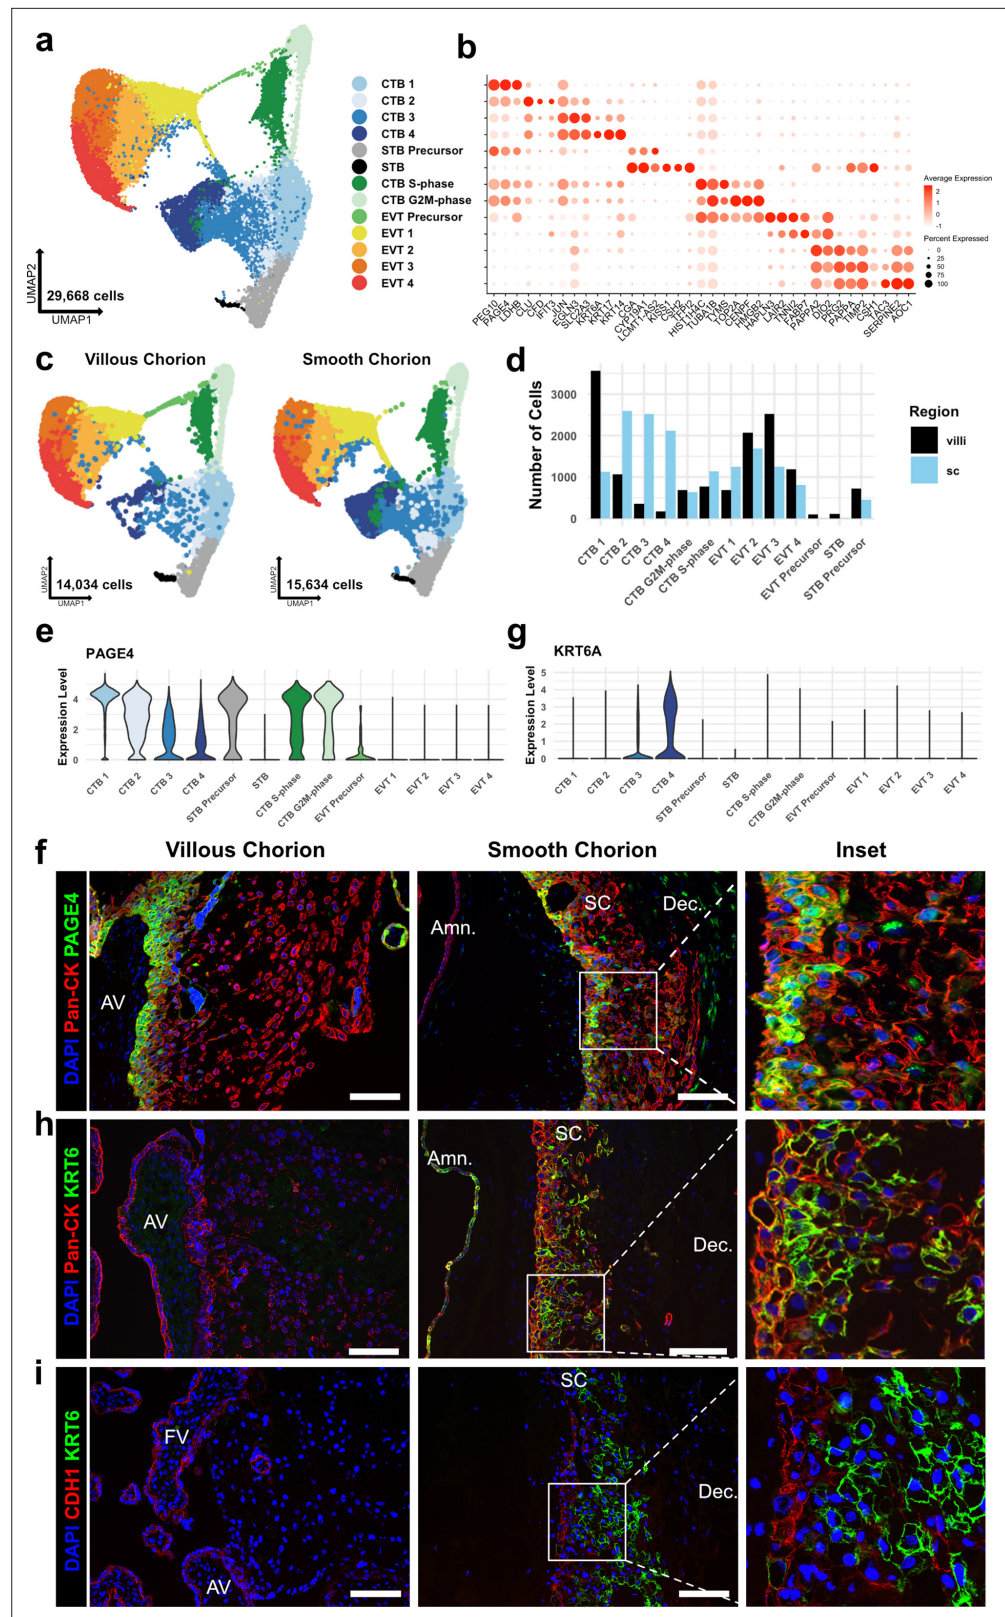 a
CTB 1
CTB 2
CTB 3
CTB 4
STB Precursor
STB
CTB S-phase
CTB G2M-phase
EVT Precursor
EVT 1
EVT 2
EVT 3
EVT 4
UMAP2
29,668 cells
UMAP1
b
Average Expression
2
1
0
-1
Percent Expressed
0
25
50
75
100
PEG10
PAGE4
LDHB
CLU
CFD
IFIT3
JUN
EGLN3
SLC2A3
KRT6A
KRT17
KRT14
CGA
CYP19A1
LCMT1-AS2
KISS1
CSH2
TFPI2
HIST1H4C
TUBA1B
TYMS
TOP2A
CENPF
HMGB2
HAPLN3
LAIR2
TNNI2
FABP7
PAPPA2
DIO2
PRG2
PAPPA
TIMP2
CSH1
TAC3
SERPINE2
AOC1
c
Villous Chorion
Smooth Chorion
UMAP2
14,034 cells
UMAP1
UMAP2
15,634 cells
UMAP1
d
Number of Cells
3000
2000
1000
0
CTB 1
CTB 2
CTB 3
CTB 4
CTB G2M-phase
CTB S-phase
EVT 1
EVT 2
EVT 3
EVT 4
EVT Precursor
STB
STB Precursor
Region
villi
sc
e
PAGE4
Expression Level
4
2
0
CTB 1
CTB 2
CTB 3
CTB 4
STB Precursor
STB
CTB S-phase
CTB G2M-phase
EVT Precursor
EVT 1
EVT 2
EVT 3
EVT 4
g
KRT6A
Expression Level
5
4
3
2
1
0
CTB 1
CTB 2
CTB 3
CTB 4
STB Precursor
STB
CTB S-phase
CTB G2M-phase
EVT Precursor
EVT 1
EVT 2
EVT 3
EVT 4
f
Villous Chorion
Smooth Chorion
Inset
DAPI Pan-CK PAGE4
AV
Amn.
SC
Dec.
h
DAPI Pan-CK KRT6
AV
Amn.
SC
Dec.
i
DAPI CDH1 KRT6
FV
AV
SC
Dec.